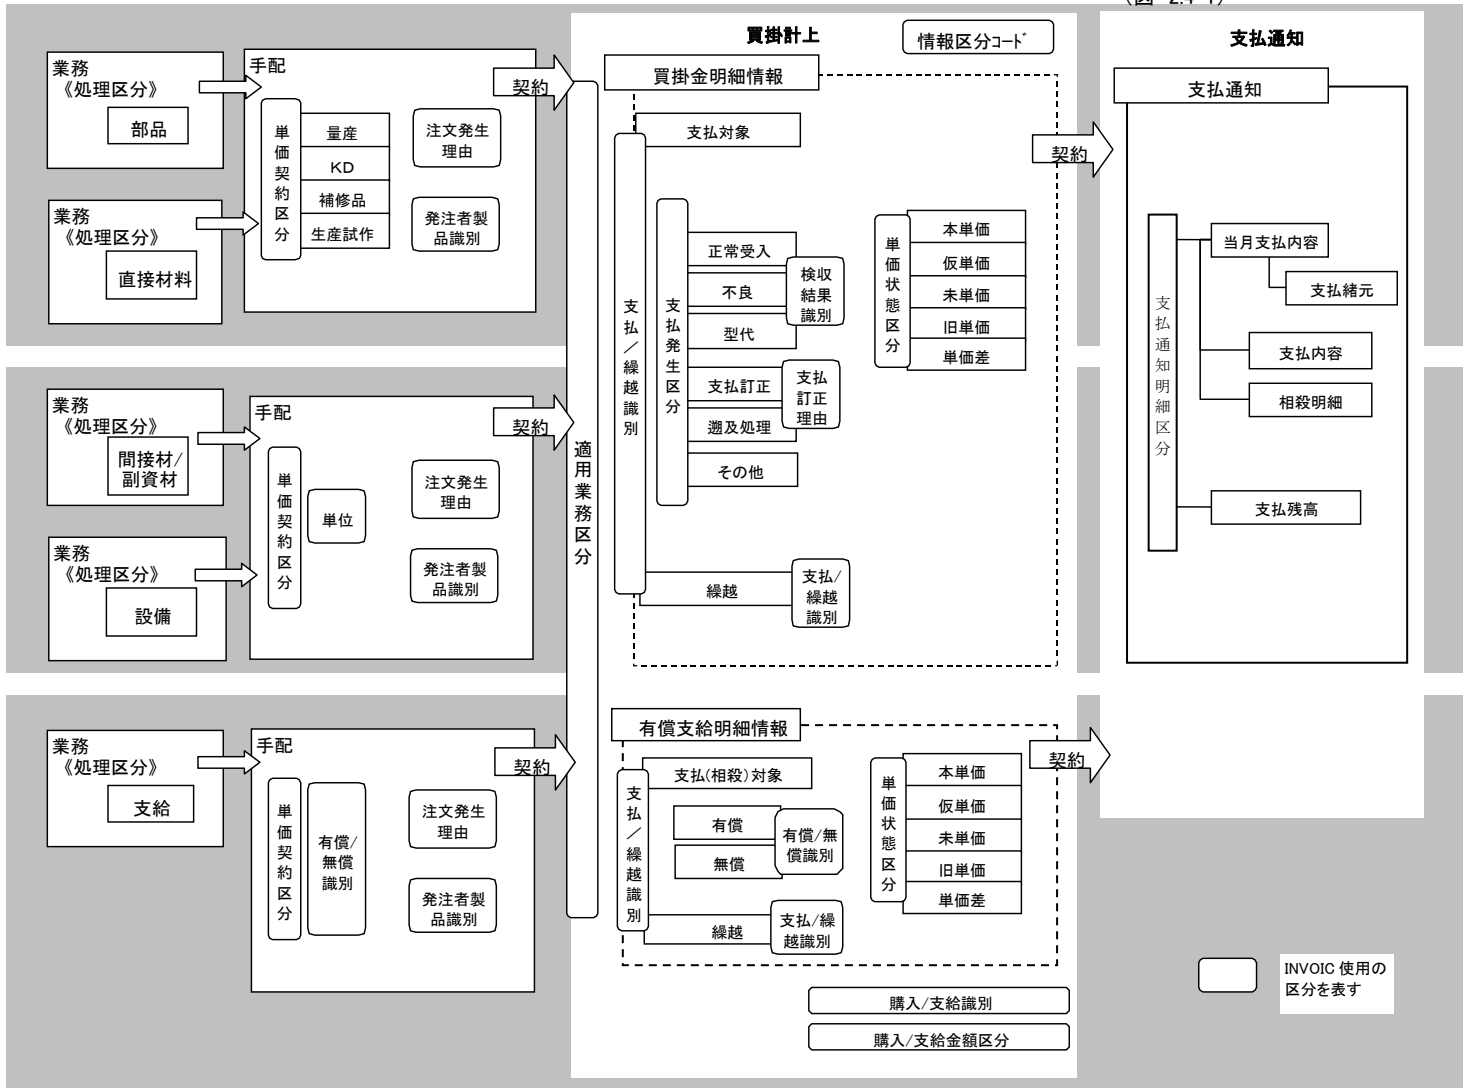 （図 2.4-1）
買掛計上
情報区分ｺｰﾄﾞ
支払通知
業務
《処理区分》
部品
手配
単価契約区分
量産
KD
補修品
生産試作
注文発生
理由
発注者製
品識別
契約
業務
《処理区分》
直接材料
業務
《処理区分》
間接材/
副資材
手配
単価契約区分
単位
注文発生
理由
発注者製
品識別
契約
業務
《処理区分》
設備
業務
《処理区分》
支給
手配
単価契約区分
有償/
無償
識別
注文発生
理由
発注者製
品識別
契約
適用業務区分
買掛金明細情報
支払対象
支払／繰越識別
支払発生区分
正常受入
不良
型代
検収
結果
識別
支払訂正
遡及処理
支払
訂正
理由
その他
繰越
支払/
繰越
識別
単価状態区分
本単価
仮単価
未単価
旧単価
単価差
契約
有償支給明細情報
支払(相殺)対象
支払／繰越識別
有償
無償
有償/無
償識別
繰越
支払/繰
越識別
単価状態区分
本単価
仮単価
未単価
旧単価
単価差
契約
購入/支給識別
購入/支給金額区分
支払通知
支払通知明細区分
当月支払内容
支払緒元
支払内容
相殺明細
支払残高
INVOIC 使用の
区分を表す